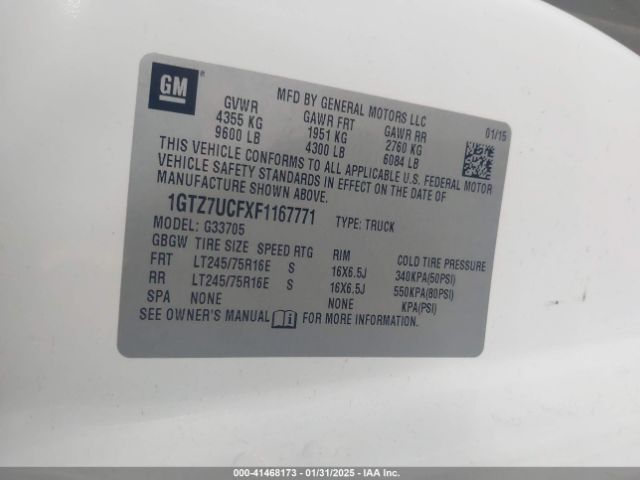 GM ®
MFD BY GENERAL MOTORS LLC 01/15
GVWR GAWR FRT GAWR RR
4355 KG 1951 KG 2760 KG
9600 LB 4300 LB 6084 LB
THIS VEHICLE CONFORMS TO ALL APPLICABLE U.S. FEDERAL MOTOR
VEHICLE SAFETY STANDARDS IN EFFECT ON THE DATE OF
MANUFACTURE SHOWN ABOVE.
1GTZ7UCFXF1167771 TYPE: TRUCK
MODEL: G33705
GBGW TIRE SIZE SPEED RTG RIM COLD TIRE PRESSURE
FRT LT245/75R16E S 16X6.5J 340KPA(50PSI)
RR LT245/75R16E S 16X6.5J 550KPA(80PSI)
SPA NONE NONE KPA(PSI)
SEE OWNER'S MANUAL i FOR MORE INFORMATION.
000-41468173 - 01/31/2025 - IAA Inc.